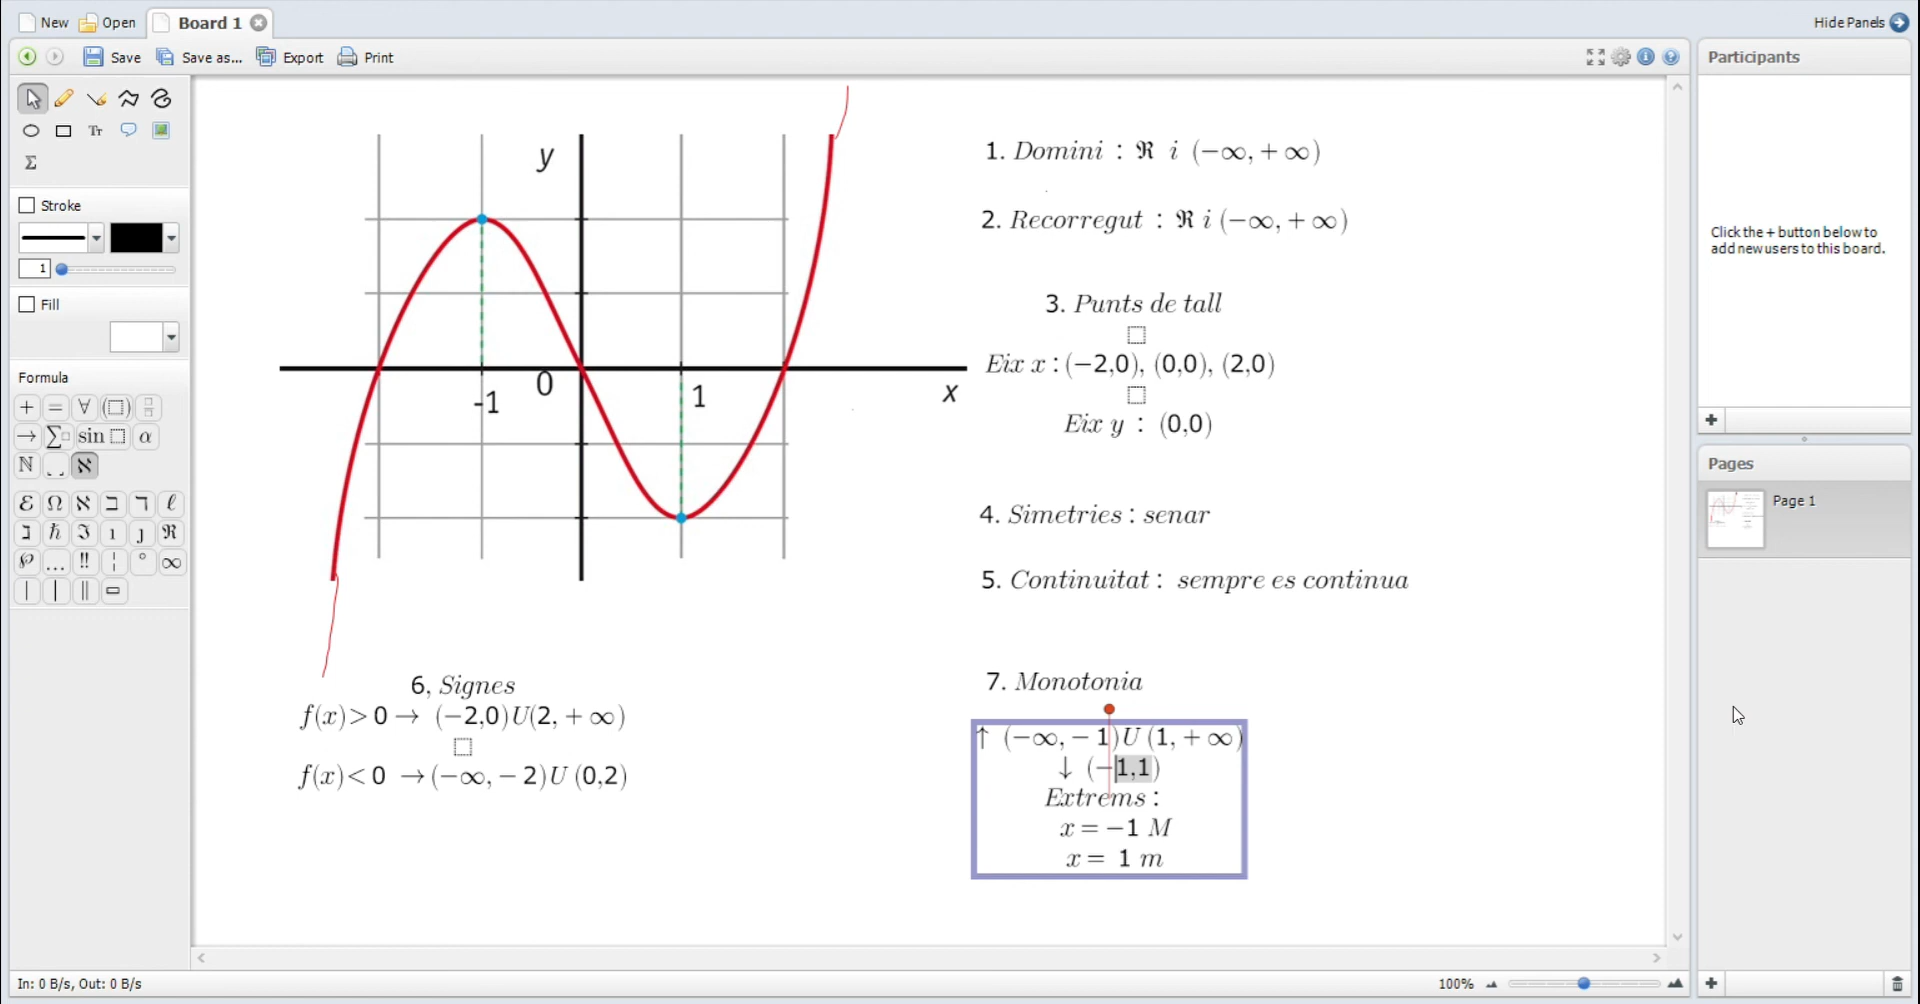 New Open Board 1 Hide Panels
Save Save as... Export Print
Participants
Click the + button below to
add new users to this board.
Stroke
1
Fill
Formula
+ = ∀ (□)
→ ∑□ sin □ α
ℕ ℵ
ℰ Ω ℵ ℶ ℸ ℓ
ℷ ℏ ℑ ı ȷ ℜ
℘ … !! ¦ ° ∞
| | ‖ ▭
y
-1 0 1 x
1. Domini : ℜ i (−∞, + ∞)
2. Recorregut : ℜ i (−∞, + ∞)
3. Punts de tall
Eix x : (−2,0), (0,0), (2,0)
Eix y : (0,0)
4. Simetries : senar
5. Continuitat : sempre es continua
6, Signes
f(x) > 0 → (−2,0) U (2, + ∞)
f(x) < 0 → (−∞, − 2) U (0,2)
7. Monotonia
↑ (−∞, − 1) U (1, + ∞)
↓ (−1,1)
Extrems :
x = −1 M
x = 1 m
Pages
Page 1
In: 0 B/s, Out: 0 B/s
100%